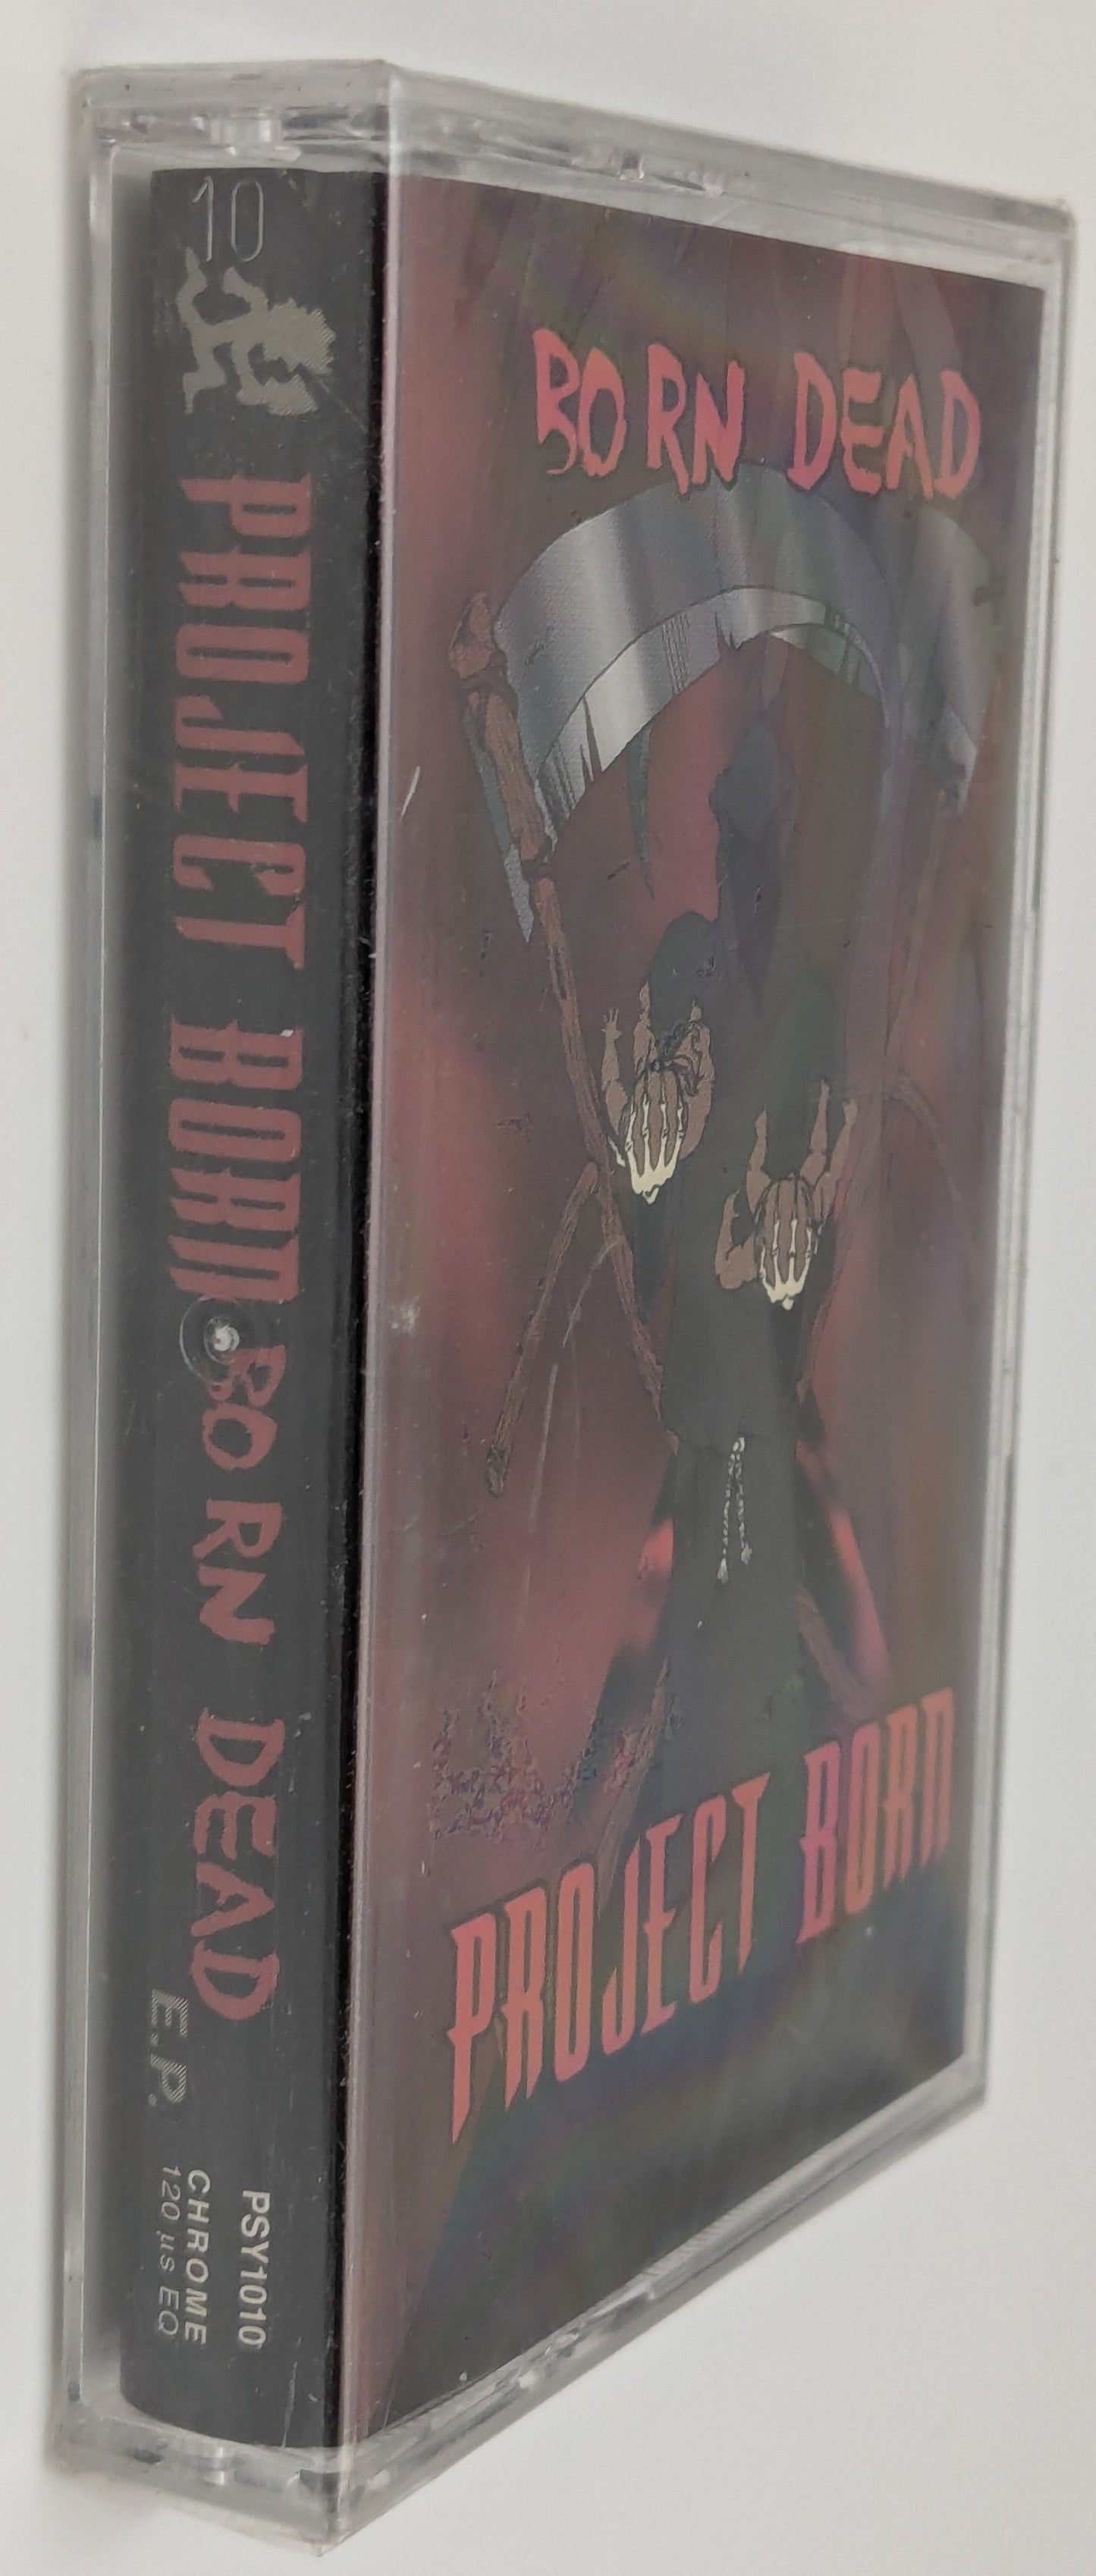 10
PROJECT BORN
BORN DEAD
E.P.
PSY1010
CHROME
120 µs EQ
BORN DEAD
PROJECT BORN